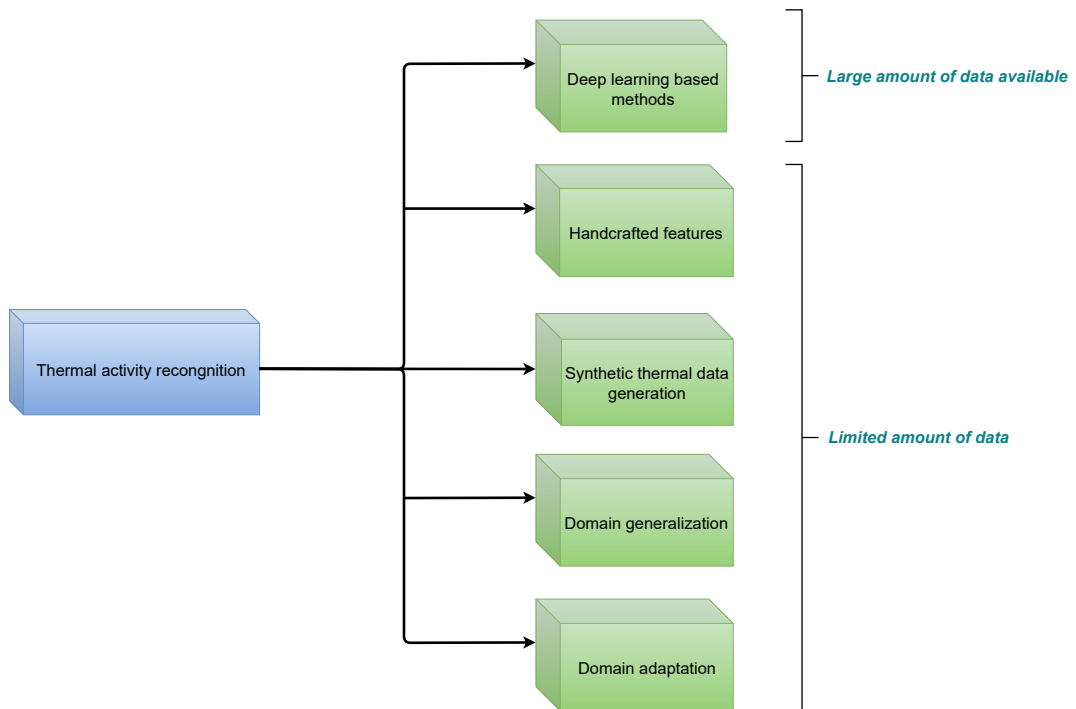 Deep learning based
methods
Large amount of data available
Handcrafted features
Thermal activity recongnition
Synthetic thermal data
generation
Limited amount of data
Domain generalization
Domain adaptation